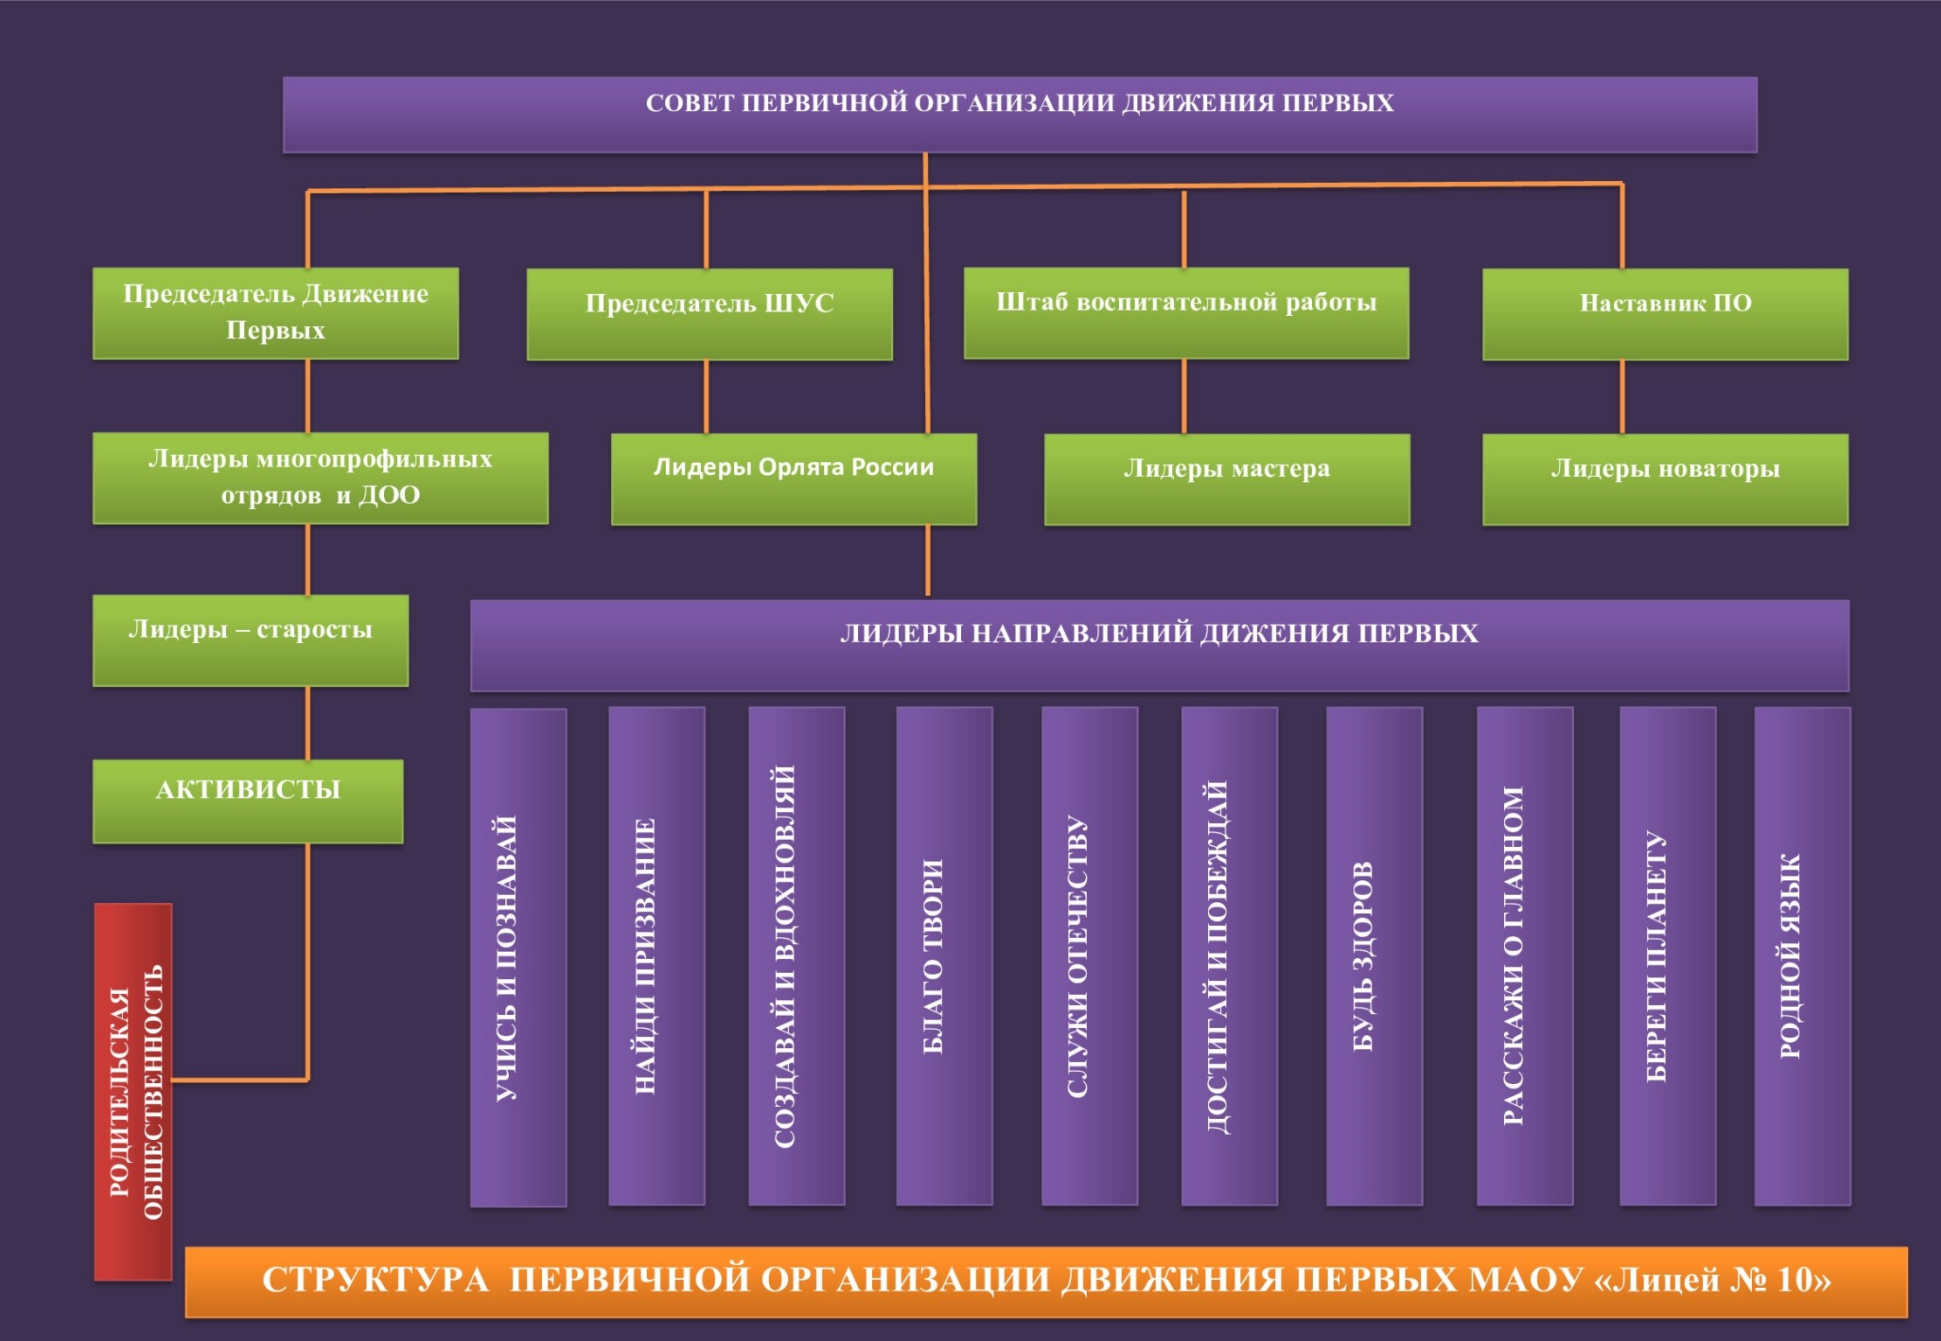 СОВЕТ ПЕРВИЧНОЙ ОРГАНИЗАЦИИ ДВИЖЕНИЯ ПЕРВЫХ
Председатель Движение
Первых
Председатель ШУС
Штаб воспитательной работы
Наставник ПО
Лидеры многопрофильных
отрядов и ДОО
Лидеры Орлята России
Лидеры мастера
Лидеры новаторы
Лидеры – старосты
ЛИДЕРЫ НАПРАВЛЕНИЙ ДИЖЕНИЯ ПЕРВЫХ
АКТИВИСТЫ
РОДИТЕЛЬСКАЯ
ОБЩЕСТВЕННОСТЬ
УЧИСЬ И ПОЗНАВАЙ
НАЙДИ ПРИЗВАНИЕ
СОЗДАВАЙ И ВДОХНОВЛЯЙ
БЛАГО ТВОРИ
СЛУЖИ ОТЕЧЕСТВУ
ДОСТИГАЙ И ПОБЕЖДАЙ
БУДЬ ЗДОРОВ
РАССКАЖИ О ГЛАВНОМ
БЕРЕГИ ПЛАНЕТУ
РОДНОЙ ЯЗЫК
СТРУКТУРА ПЕРВИЧНОЙ ОРГАНИЗАЦИИ ДВИЖЕНИЯ ПЕРВЫХ МАОУ «Лицей № 10»